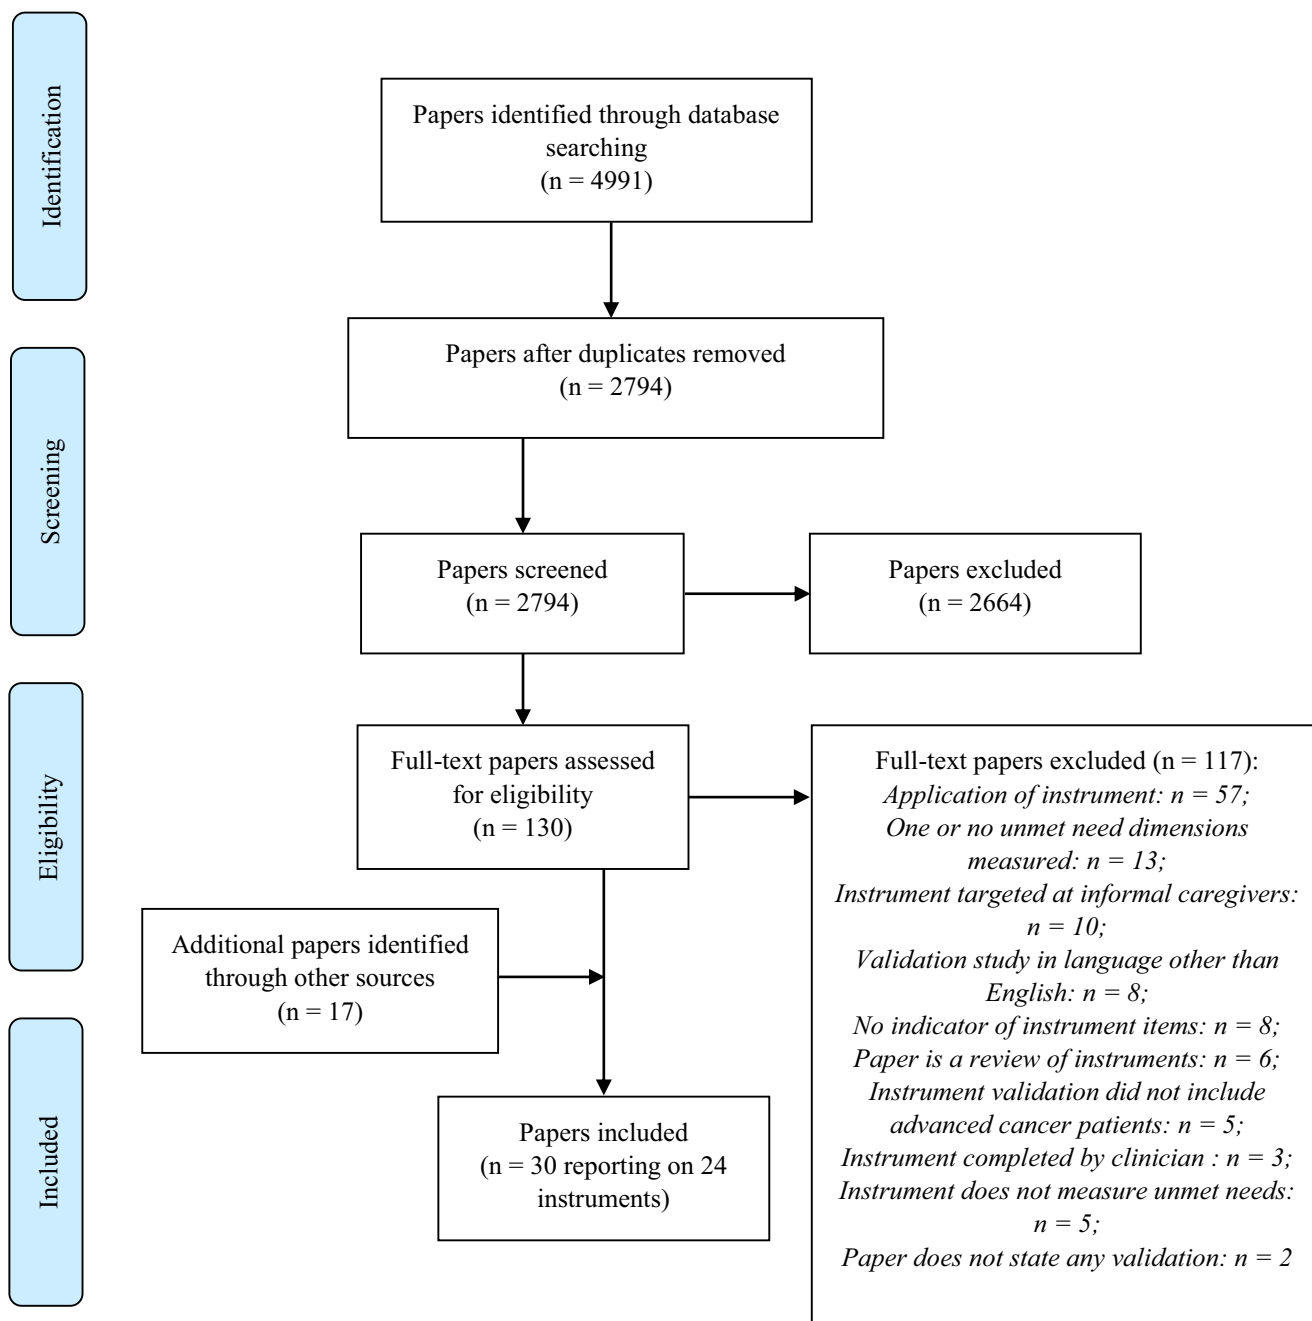 Identification
Papers identified through database
searching
(n = 4991)
Papers after duplicates removed
(n = 2794)
Screening
Papers screened
(n = 2794)
Papers excluded
(n = 2664)
Eligibility
Full-text papers assessed
for eligibility
(n = 130)
Full-text papers excluded (n = 117):
Application of instrument: n = 57;
One or no unmet need dimensions
measured: n = 13;
Instrument targeted at informal caregivers:
n = 10;
Validation study in language other than
English: n = 8;
No indicator of instrument items: n = 8;
Paper is a review of instruments: n = 6;
Instrument validation did not include
advanced cancer patients: n = 5;
Instrument completed by clinician : n = 3;
Instrument does not measure unmet needs:
n = 5;
Paper does not state any validation: n = 2
Additional papers identified
through other sources
(n = 17)
Included
Papers included
(n = 30 reporting on 24
instruments)